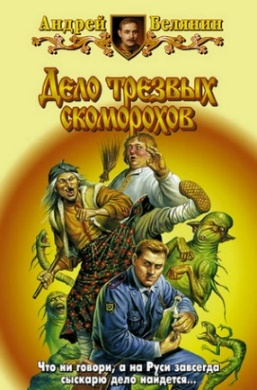 Андрей Белянин
Дело трезвых
скоморохов
Что ни говори, а на Руси завсегда
сыскарю дело найдется...